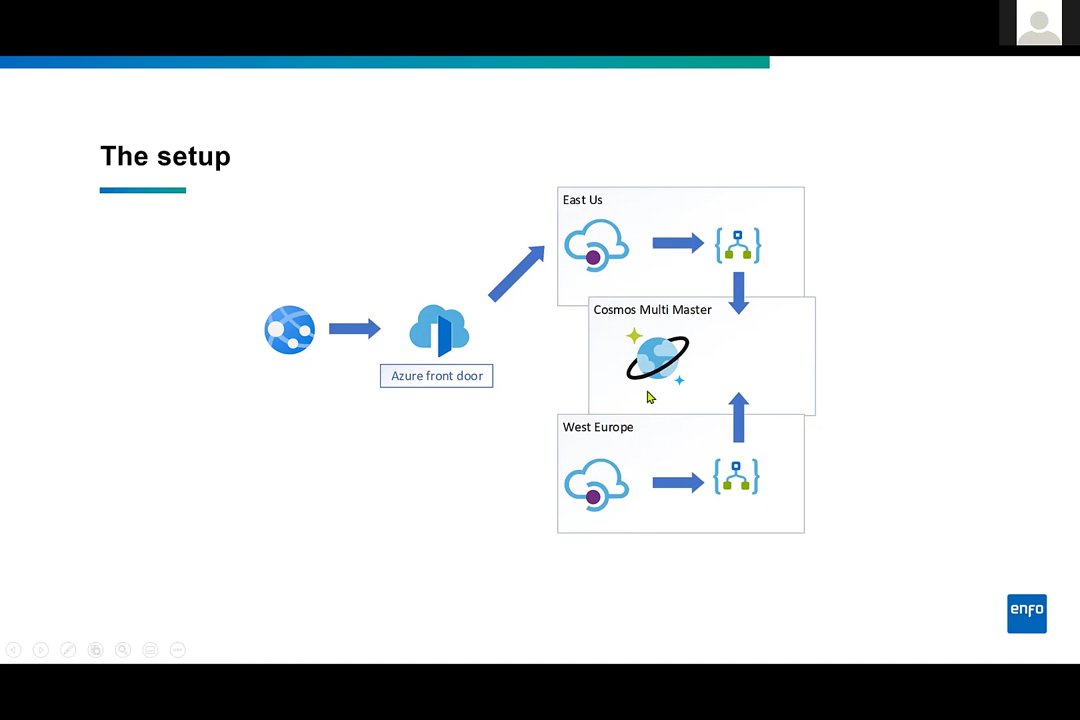 The setup
East Us
Cosmos Multi Master
Azure front door
West Europe
enfo